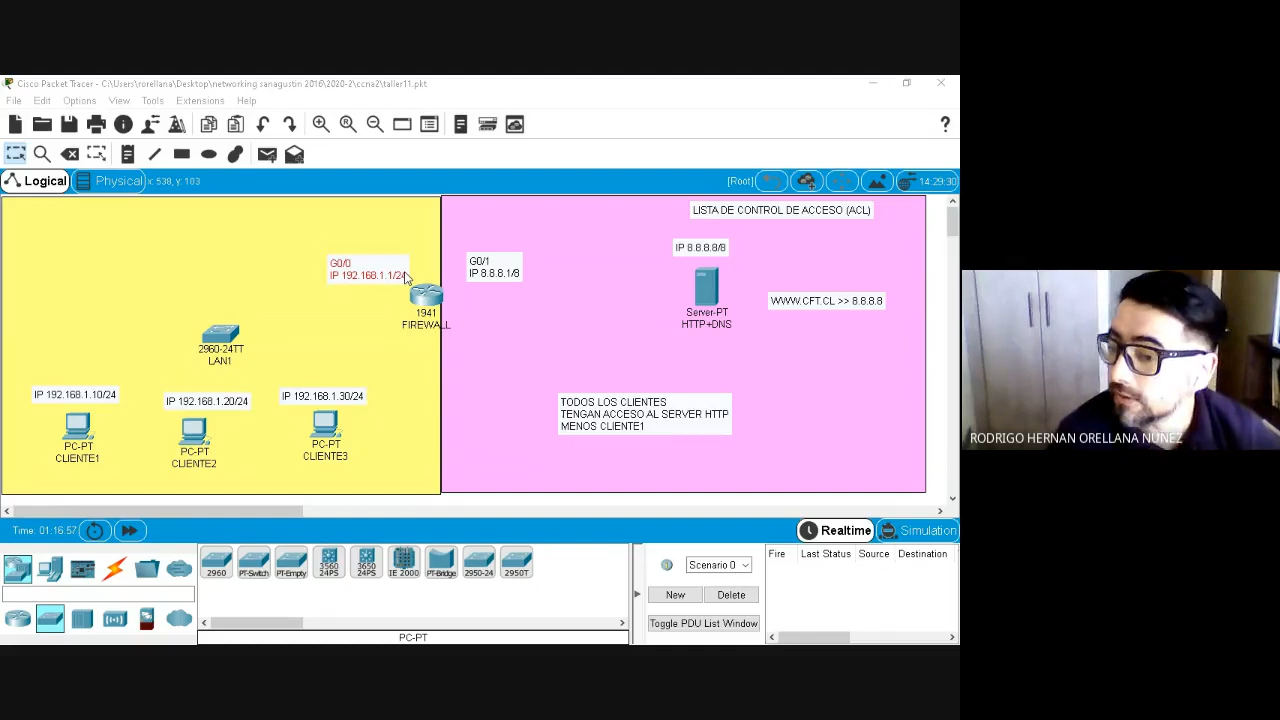 Cisco Packet Tracer - C:\Users\rorellana\Desktop\networking sanagustin 2016\2020-2\ccna2\taller11.pkt
File Edit Options View Tools Extensions Help
?
Logical Physical x: 538, y: 103 [Root] 14:29:30
LISTA DE CONTROL DE ACCESO (ACL)
G0/0
IP 192.168.1.1/24
G0/1
IP 8.8.8.1/8
IP 8.8.8.8/8
1941
FIREWALL
Server-PT
HTTP+DNS
WWW.CFT.CL >> 8.8.8.8
2960-24TT
LAN1
IP 192.168.1.10/24
IP 192.168.1.20/24
IP 192.168.1.30/24
PC-PT
CLIENTE1
PC-PT
CLIENTE2
PC-PT
CLIENTE3
TODOS LOS CLIENTES
TENGAN ACCESO AL SERVER HTTP
MENOS CLIENTE1
RODRIGO HERNAN ORELLANA NUNEZ
Time: 01:16:57 Realtime Simulation
2960 PT-Switch PT-Empty 3560 24PS 3650 24PS IE 2000 PT-Bridge 2950-24 2950T
Scenario 0
New Delete
Toggle PDU List Window
Fire Last Status Source Destination
PC-PT